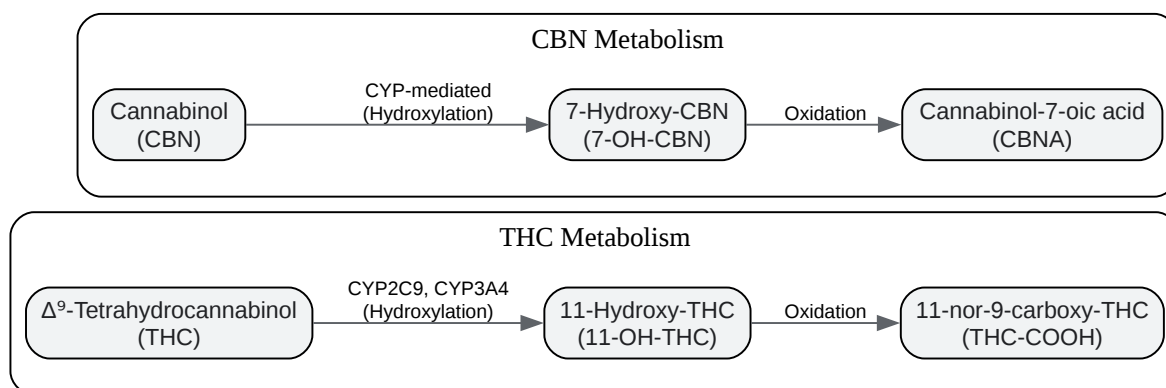 CBN Metabolism
Cannabinol
(CBN)
CYP-mediated
(Hydroxylation)
7-Hydroxy-CBN
(7-OH-CBN)
Oxidation
Cannabinol-7-oic acid
(CBNA)
THC Metabolism
Δ⁹-Tetrahydrocannabinol
(THC)
CYP2C9, CYP3A4
(Hydroxylation)
11-Hydroxy-THC
(11-OH-THC)
Oxidation
11-nor-9-carboxy-THC
(THC-COOH)